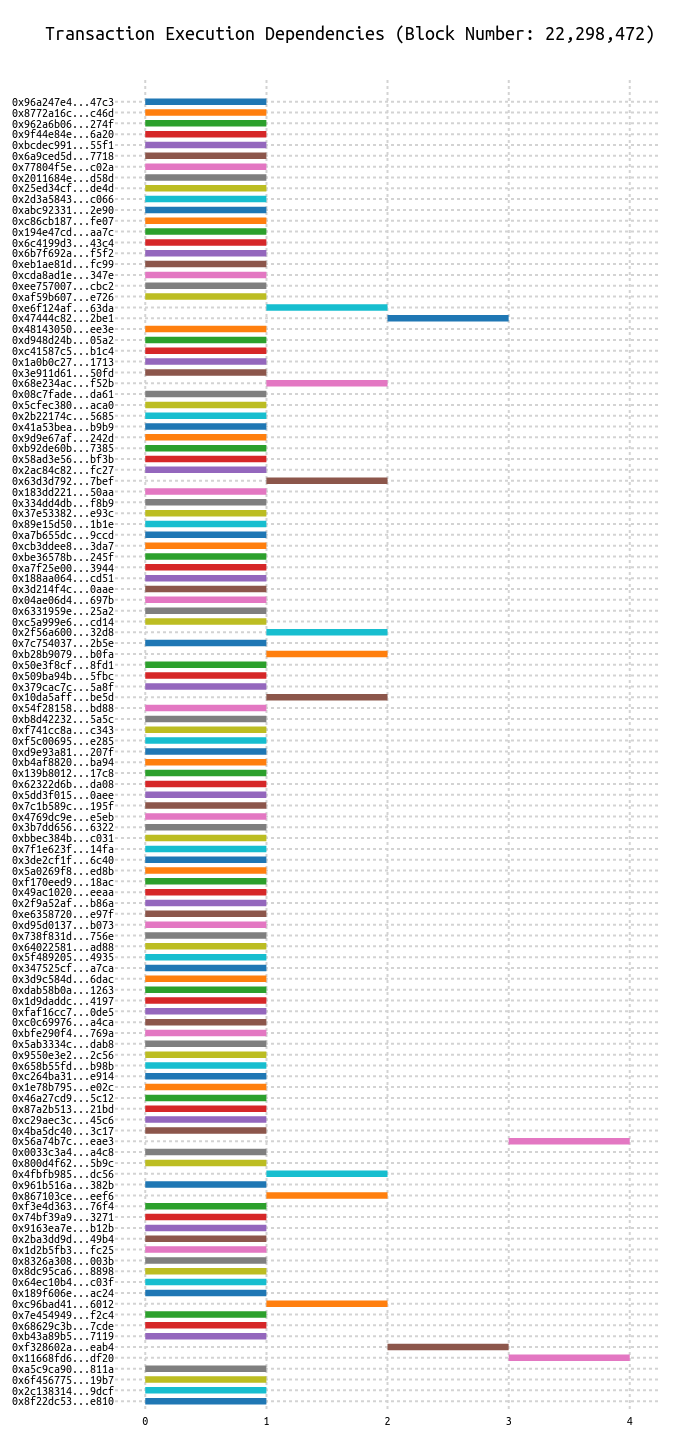 Transaction Execution Dependencies (Block Number: 22,298,472)
0x96a247e4...47c3
0x8772a16c...c46d
0x962a6b06...274f
0x9f44e84e...6a20
0xbcdec991...55f1
0x6a9ced5d...7718
0x77804f5e...c02a
0x2011684e...d58d
0x25ed34cf...de4d
0x2d3a5843...c066
0xabc92331...2e90
0xc86cb187...fe07
0x194e47cd...aa7c
0x6c4199d3...43c4
0x6b7f692a...f5f2
0xeb1ae81d...fc99
0xcda8ad1e...347e
0xee757007...cbc2
0xaf59b607...e726
0xe6f124af...63da
0x47444c82...2be1
0x48143050...ee3e
0xd948d24b...05a2
0xc41587c5...b1c4
0x1a0b0c27...1713
0x3e911d61...50fd
0x68e234ac...f52b
0x08c7fade...da61
0x5cfec380...aca0
0x2b22174c...5685
0x41a53bea...b9b9
0x9d9e67af...242d
0xb92de60b...7385
0x58ad3e56...bf3b
0x2ac84c82...fc27
0x63d3d792...7bef
0x183dd221...50aa
0x334dd4db...f8b9
0x37e53382...e93c
0x89e15d50...1b1e
0xa7b655dc...9ccd
0xcb3ddee8...3da7
0xbe36578b...245f
0xa7f25e00...3944
0x188aa064...cd51
0x3d214f4c...0aae
0x04ae06d4...697b
0x6331959e...25a2
0xc5a999e6...cd14
0x2f56a600...32d8
0x7c754037...2b5e
0xb28b9079...b0fa
0x50e3f8cf...8fd1
0x509ba94b...5fbc
0x379cac7c...5a8f
0x10da5aff...be5d
0x54f28158...bd88
0xb8d42232...5a5c
0xf741cc8a...c343
0xf5c00695...e285
0xd9e93a81...207f
0xb4af8820...ba94
0x139b8012...17c8
0x62322d6b...da08
0x5dd3f015...0aee
0x7c1b589c...195f
0x4769dc9e...e5eb
0x3b7dd656...6322
0xbbec384b...c031
0x7f1e623f...14fa
0x3de2cf1f...6c40
0x5a0269f8...ed8b
0xf170eed9...18ac
0x49ac1020...eeaa
0x2f9a52af...b86a
0xe6358720...e97f
0xd95d0137...b073
0x738f831d...756e
0x64022581...ad88
0x5f489205...4935
0x347525cf...a7ca
0x3d9c584d...6dac
0xdab58b0a...1263
0x1d9daddc...4197
0xfaf16cc7...0de5
0xc0c69976...a4ca
0xbfe290f4...769a
0x5ab3334c...dab8
0x9550e3e2...2c56
0x658b55fd...b98b
0xc264ba31...e914
0x1e78b795...e02c
0x46a27cd9...5c12
0x87a2b513...21bd
0xc29aec3c...45c6
0x4ba5dc40...3c17
0x56a74b7c...eae3
0x0033c3a4...a4c8
0x800d4f62...5b9c
0x4fbfb985...dc56
0x961b516a...382b
0x867103ce...eef6
0xf3e4d363...76f4
0x74bf39a9...3271
0x9163ea7e...b12b
0x2ba3dd9d...49b4
0x1d2b5fb3...fc25
0x8326a308...003b
0x8dc95ca6...8898
0x64ec10b4...c03f
0x189f606e...ac24
0xc96bad41...6012
0x7e454949...f2c4
0x68629c3b...7cde
0xb43a89b5...7119
0xf328602a...eab4
0x11668fd6...df20
0xa5c9ca90...811a
0x6f456775...19b7
0x2c138314...9dcf
0x8f22dc53...e810
0 1 2 3 4